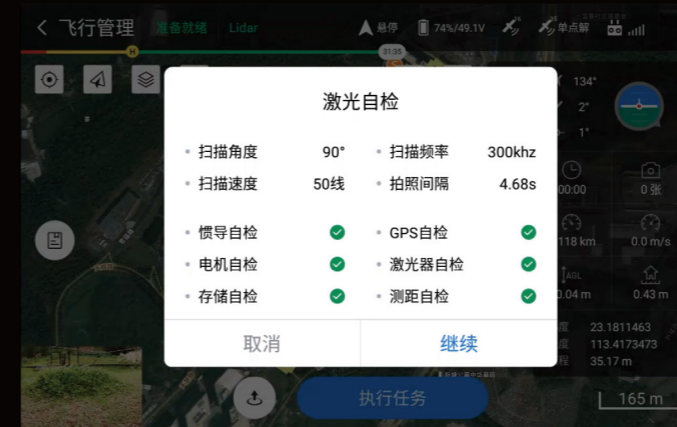 飞行管理 准备就绪 Lidar 悬停 74%/49.1V 单点解
H 31:35
134°
2°
1°
激光自检
扫描角度 90° 扫描频率 300khz
扫描速度 50线 拍照间隔 4.68s
惯导自检 GPS自检
电机自检 激光器自检
存储自检 测距自检
取消 继续
00:00 0 张
118 km 0.0 m/s
AGL
0.04 m 0.43 m
度 23.1811463
度 113.4173473
程 35.17 m
执行任务
165 m